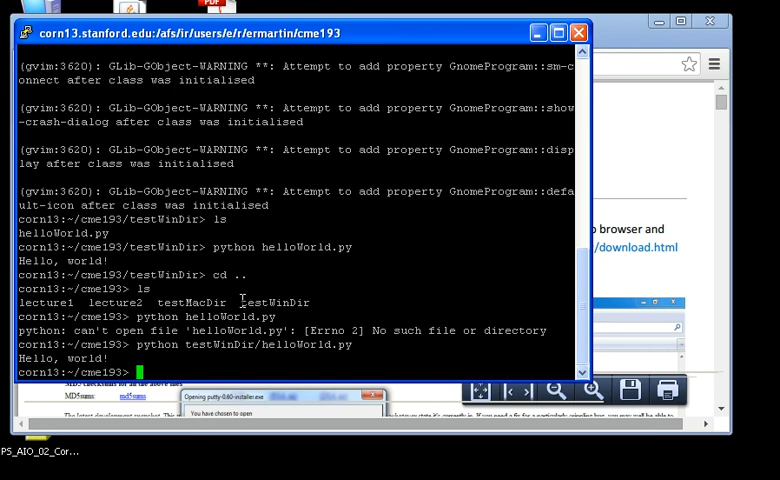 corn13.stanford.edu:/afs/ir/users/e/r/ermartin/cme193
(gvim:3620): GLib-GObject-WARNING **: Attempt to add property GnomeProgram::sm-c
onnect after class was initialised
(gvim:3620): GLib-GObject-WARNING **: Attempt to add property GnomeProgram::show
-crash-dialog after class was initialised
(gvim:3620): GLib-GObject-WARNING **: Attempt to add property GnomeProgram::disp
lay after class was initialised
(gvim:3620): GLib-GObject-WARNING **: Attempt to add property GnomeProgram::defa
ult-icon after class was initialised
corn13:~/cme193/testWinDir> ls
helloWorld.py
corn13:~/cme193/testWinDir> python helloWorld.py
Hello, world!
corn13:~/cme193/testWinDir> cd ..
corn13:~/cme193> ls
lecture1 lecture2 testMacDir testWinDir
corn13:~/cme193> python helloWorld.py
python: can't open file 'helloWorld.py': [Errno 2] No such file or directory
corn13:~/cme193> python testWinDir/helloWorld.py
Hello, world!
corn13:~/cme193>
browser and
/download.html
MD5sums: md5sums
Opening putty-0.60-installer.exe
You have chosen to open
PS_AIO_02_Cor...